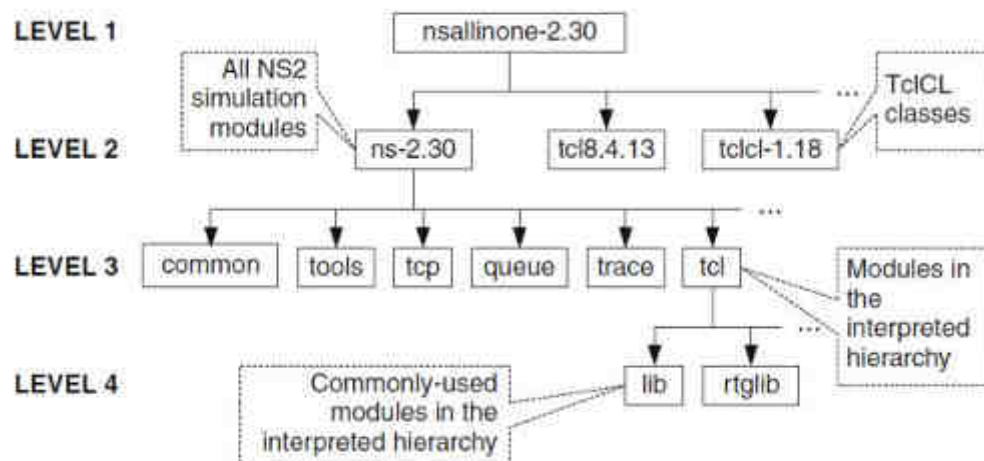 LEVEL 1
nsallinone-2.30
All NS2
simulation
modules
...
TclCL
classes
LEVEL 2
ns-2.30
tcl8.4.13
tclcl-1.18
...
LEVEL 3
common
tools
tcp
queue
trace
tcl
Modules in
the
interpreted
hierarchy
...
LEVEL 4
Commonly-used
modules in the
interpreted hierarchy
lib
rtglib